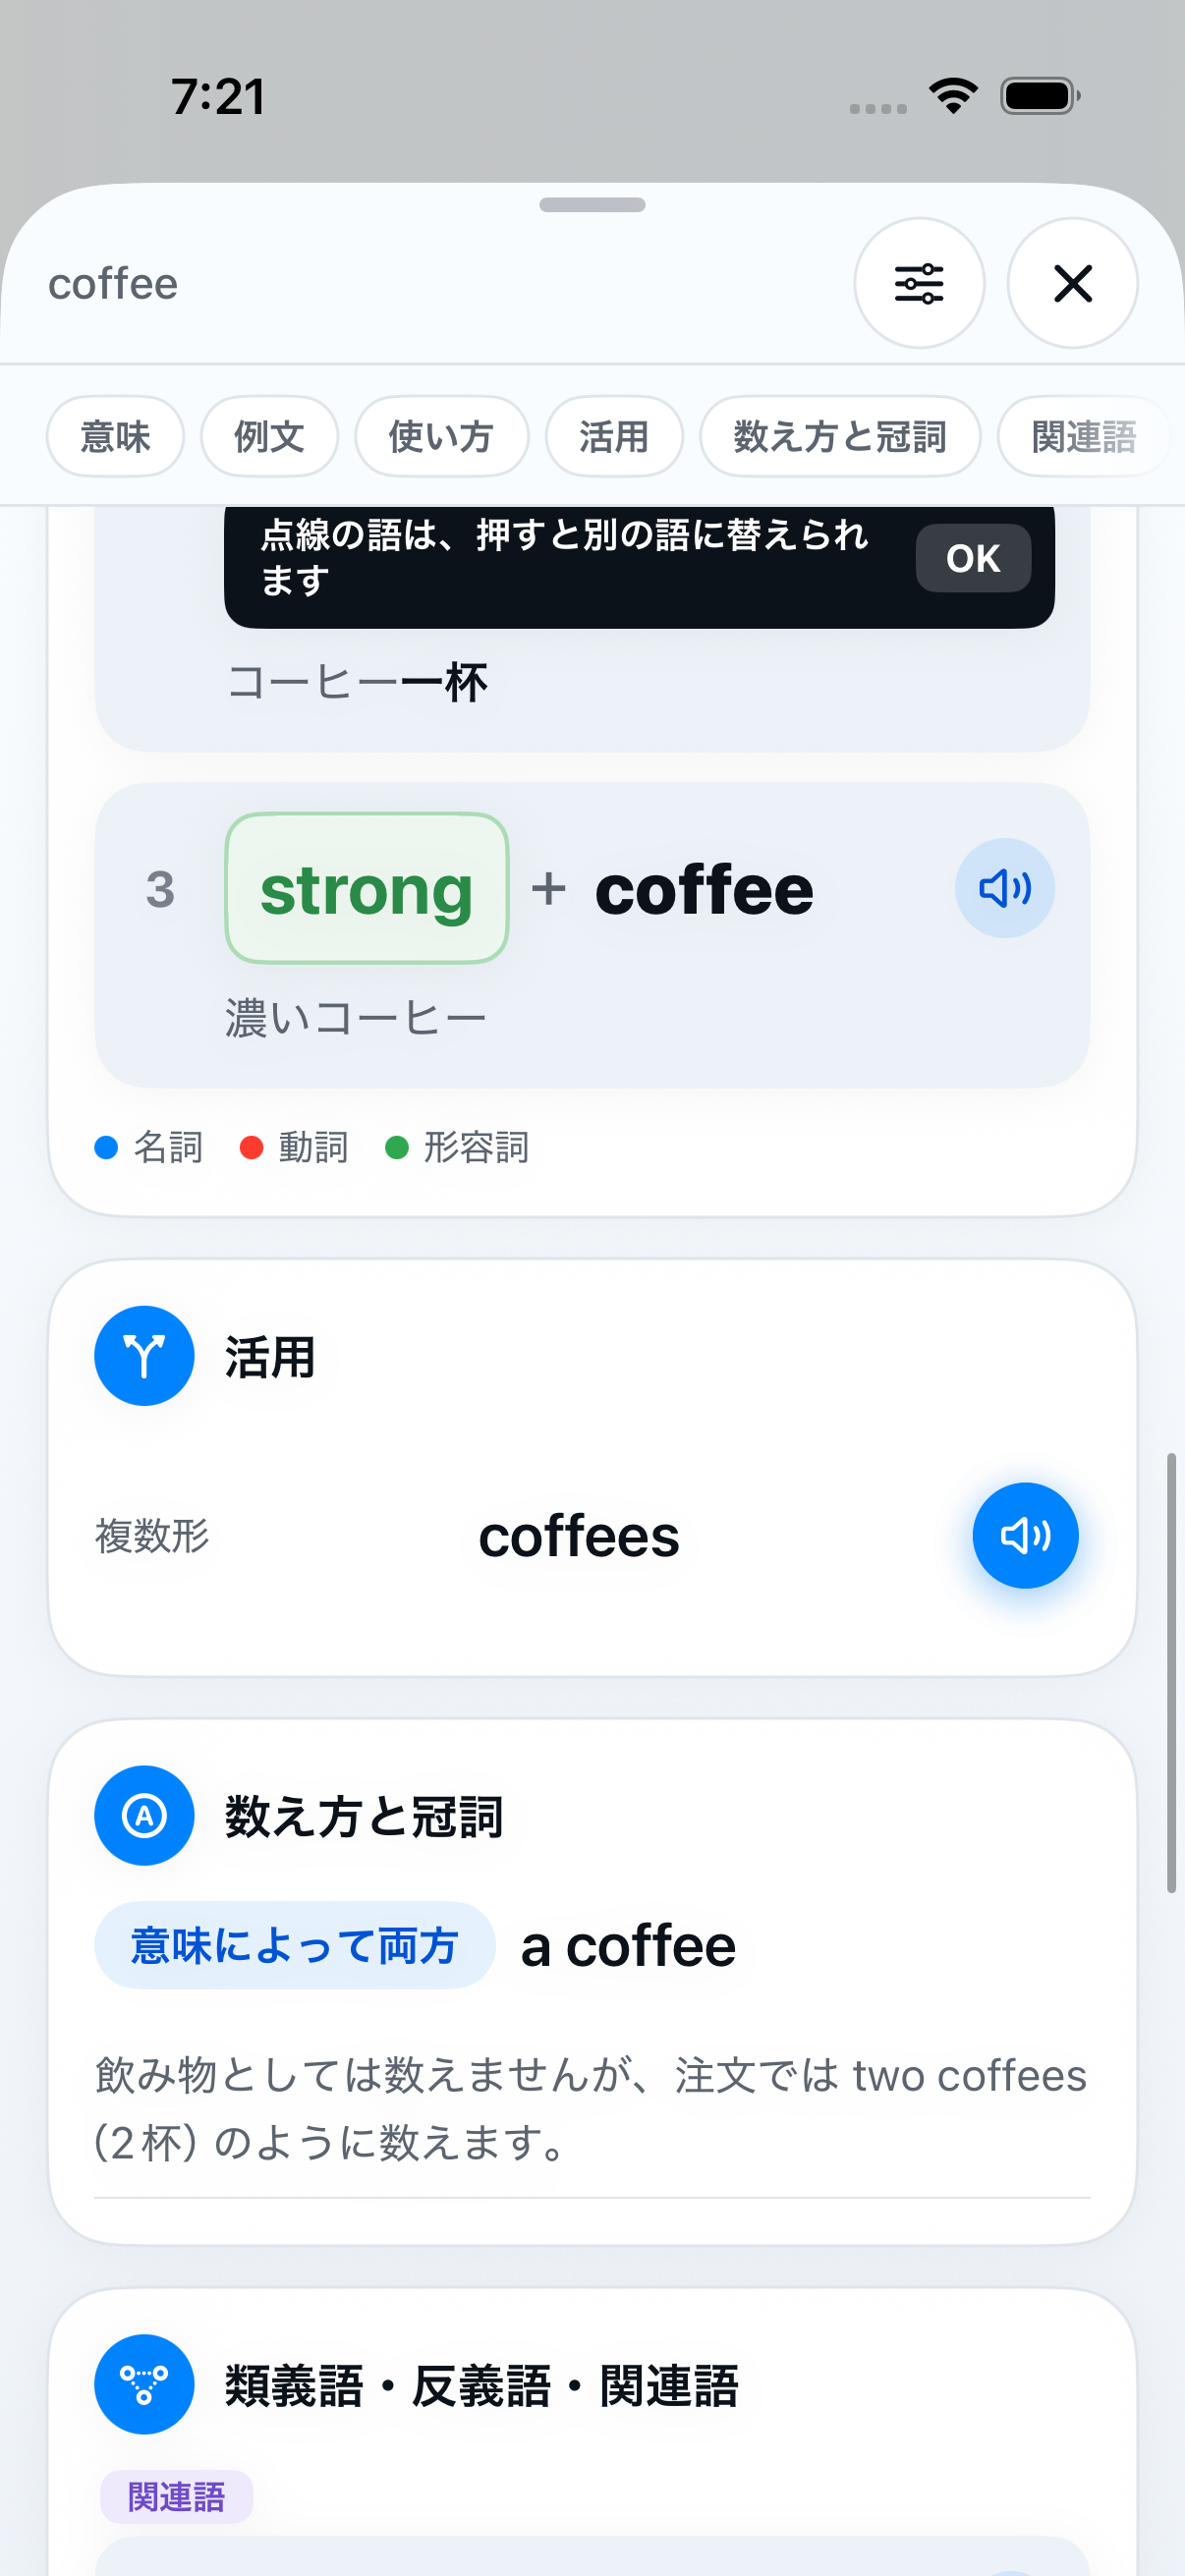 7:21
coffee
意味
例文
使い方
活用
数え方と冠詞
関連語
点線の語は、押すと別の語に替えられ
ます
OK
コーヒー一杯
3
strong + coffee
濃いコーヒー
名詞 動詞 形容詞
活用
複数形 coffees
A 数え方と冠詞
意味によって両方 a coffee
飲み物としては数えませんが、注文では two coffees
(2杯) のように数えます。
類義語・反義語・関連語
関連語